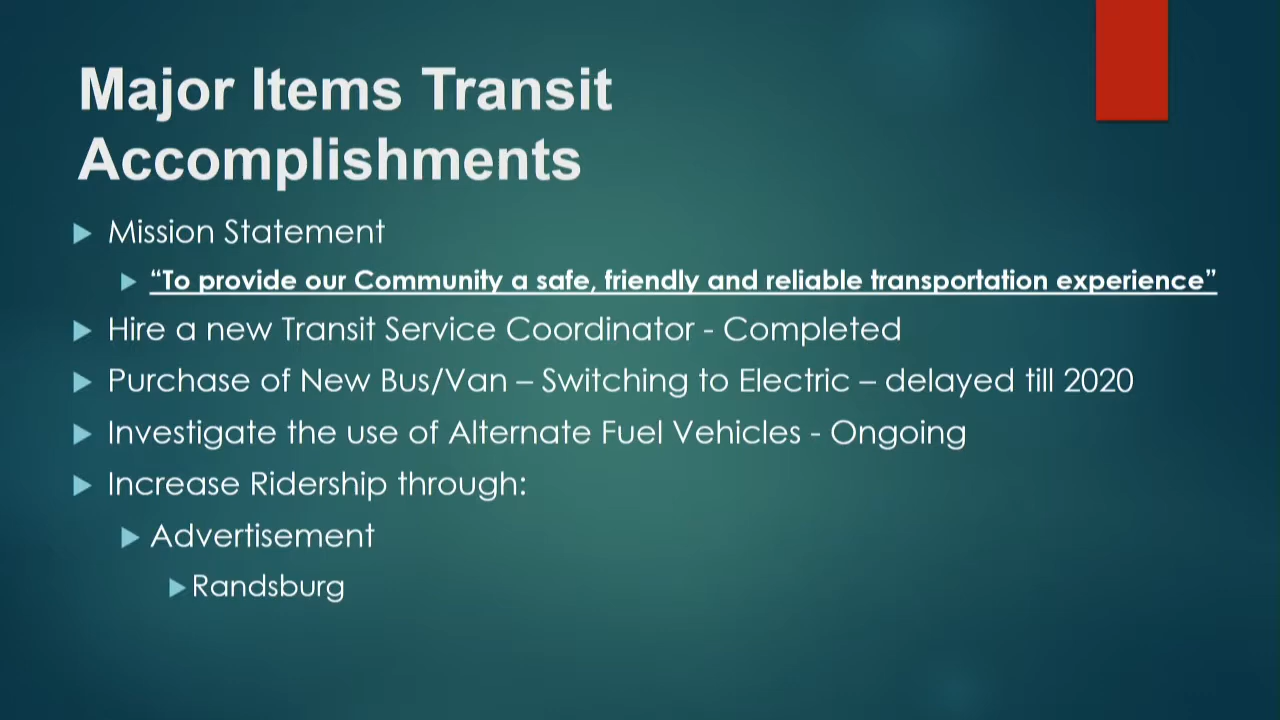 Major Items Transit
Accomplishments
Mission Statement
“To provide our Community a safe, friendly and reliable transportation experience”
Hire a new Transit Service Coordinator - Completed
Purchase of New Bus/Van – Switching to Electric – delayed till 2020
Investigate the use of Alternate Fuel Vehicles - Ongoing
Increase Ridership through:
Advertisement
Randsburg